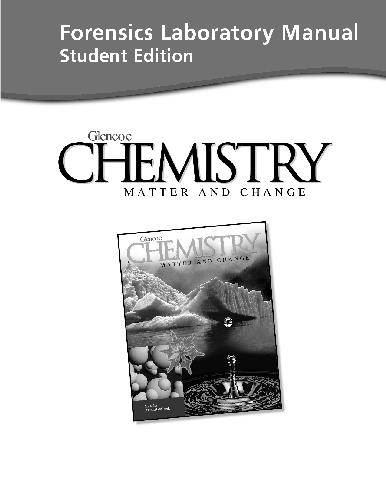 Forensics Laboratory Manual
Student Edition
Glencoe
CHEMISTRY
MATTER AND CHANGE
Glencoe
CHEMISTRY
MATTER AND CHANGE